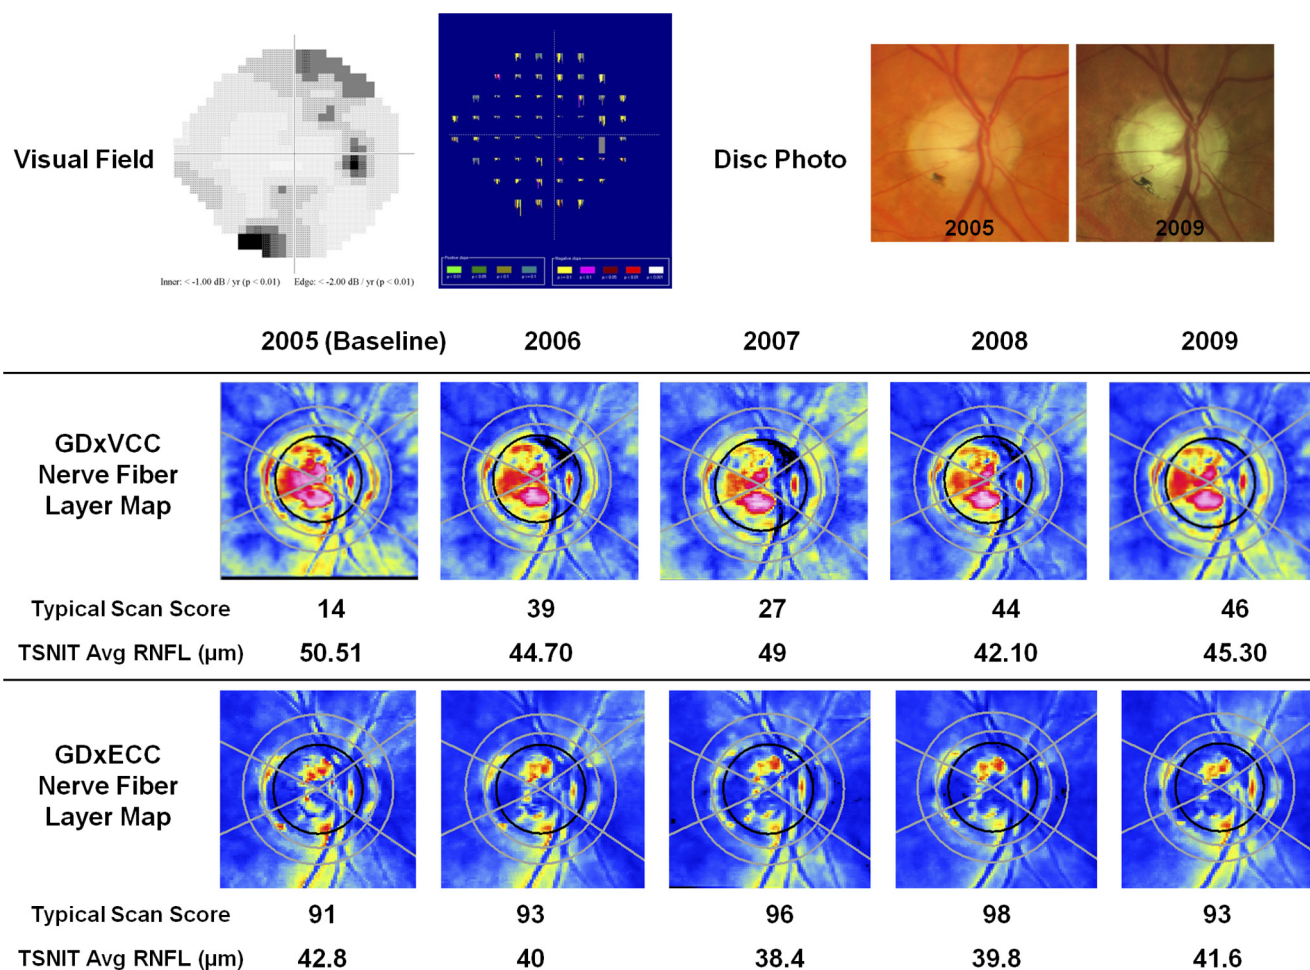 Visual Field
Inner: < -1.00 dB / yr (p < 0.01) Edge: < -2.00 dB / yr (p < 0.01)
Disc Photo
2005
2009
2005 (Baseline) 2006 2007 2008 2009
GDxVCC
Nerve Fiber
Layer Map
Typical Scan Score 14 39 27 44 46
TSNIT Avg RNFL (µm) 50.51 44.70 49 42.10 45.30
GDxECC
Nerve Fiber
Layer Map
Typical Scan Score 91 93 96 98 93
TSNIT Avg RNFL (µm) 42.8 40 38.4 39.8 41.6